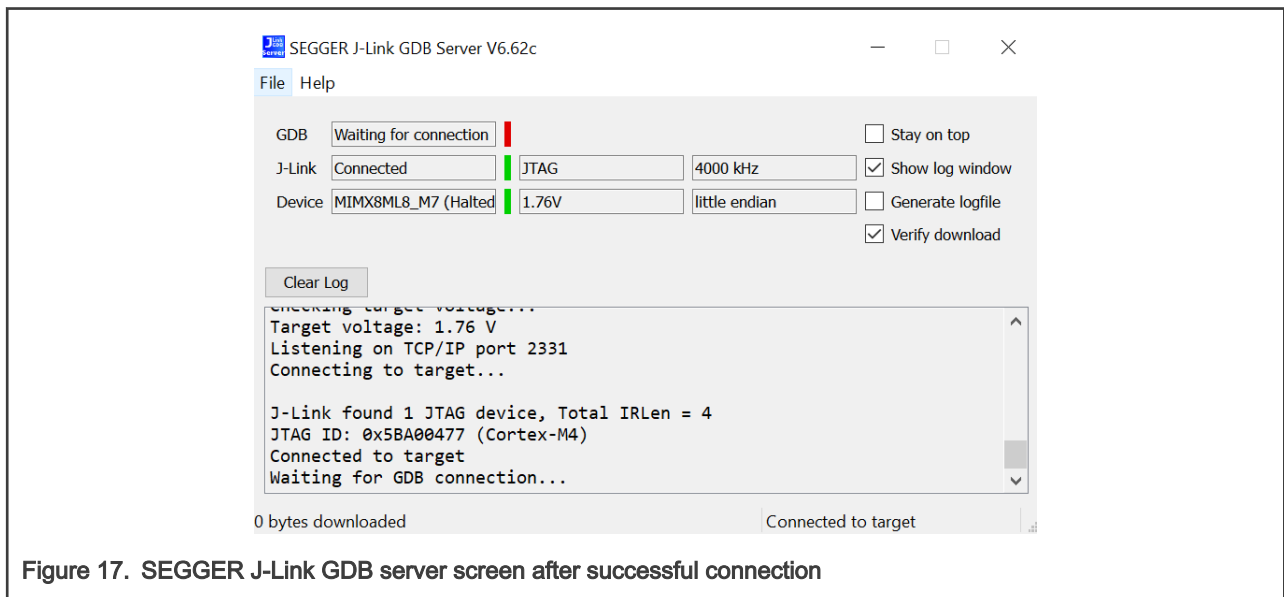 SEGGER J-Link GDB Server V6.62c
File Help
GDB Waiting for connection Stay on top
J-Link Connected JTAG 4000 kHz Show log window
Device MIMX8ML8_M7 (Halted 1.76V little endian Generate logfile
Verify download
Clear Log
Checking target voltage...
Target voltage: 1.76 V
Listening on TCP/IP port 2331
Connecting to target...
J-Link found 1 JTAG device, Total IRLen = 4
JTAG ID: 0x5BA00477 (Cortex-M4)
Connected to target
Waiting for GDB connection...
0 bytes downloaded Connected to target
Figure 17. SEGGER J-Link GDB server screen after successful connection